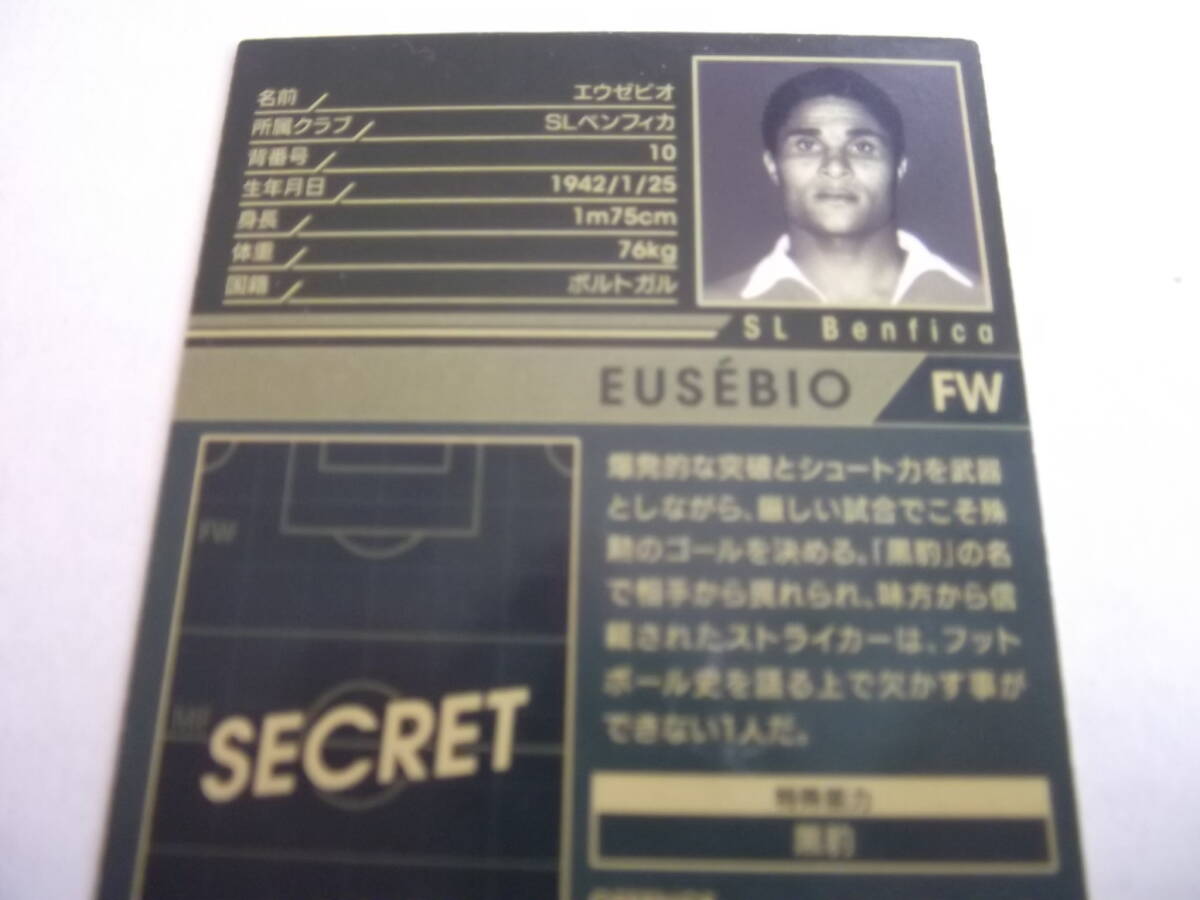 名前 エウゼビオ
所属クラブ SLベンフィカ
背番号 10
生年月日 1942/1/25
身長 1m75cm
体重 76kg
国籍 ポルトガル
SL Benfica
EUSÉBIO FW
爆発的な突破とシュート力を武器
としながら、厳しい試合でこそ殊
勲のゴールを決める。「黒豹」の名
で相手から畏れられ、味方から信
頼されたストライカーは、フット
ボール史を語る上で欠かす事が
できない1人だ。
FW
MF
SECRET
特殊能力
黒豹